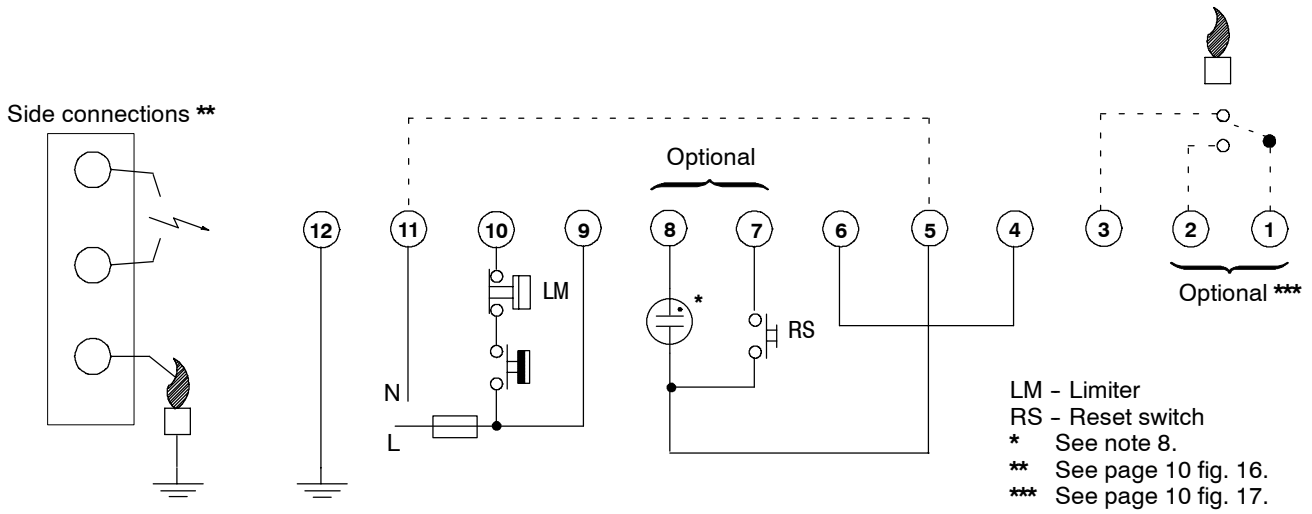 Side connections **
Optional
12
11
10
9
8
7
6
5
4
3
2
1
LM
*
RS
Optional ***
N
L
LM - Limiter
RS - Reset switch
* See note 8.
** See page 10 fig. 16.
*** See page 10 fig. 17.